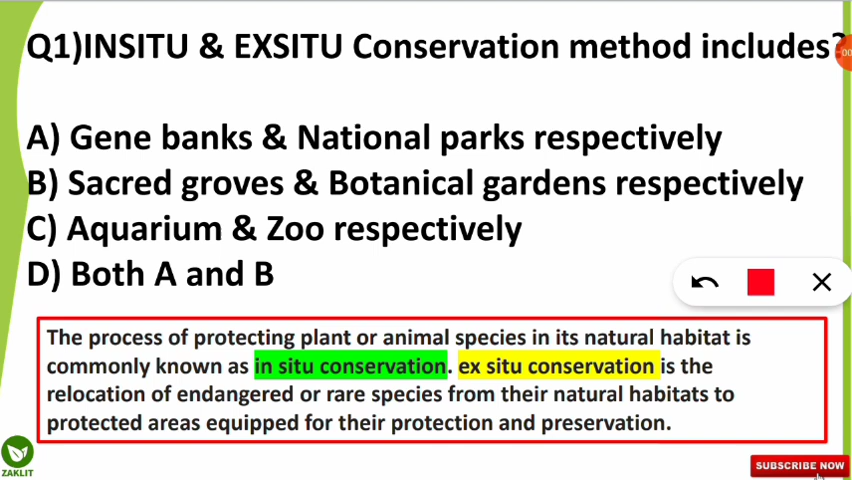 Q1)INSITU & EXSITU Conservation method includes?
A) Gene banks & National parks respectively
B) Sacred groves & Botanical gardens respectively
C) Aquarium & Zoo respectively
D) Both A and B
The process of protecting plant or animal species in its natural habitat is
commonly known as in situ conservation. ex situ conservation is the
relocation of endangered or rare species from their natural habitats to
protected areas equipped for their protection and preservation.
ZAKLIT
SUBSCRIBE NOW